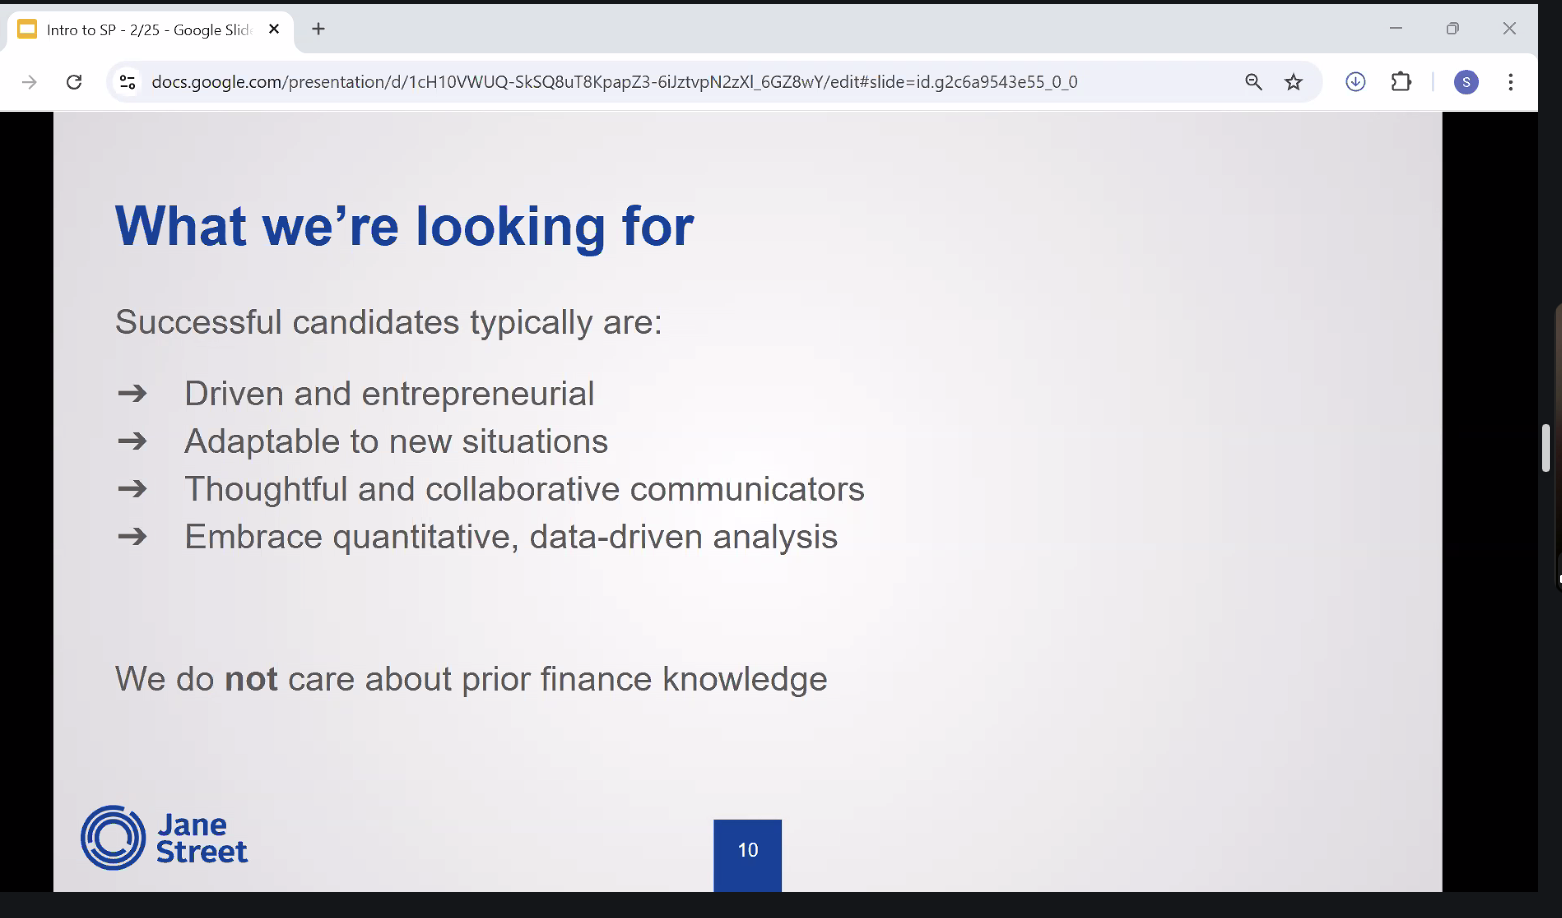 Intro to SP - 2/25 - Google Slid
docs.google.com/presentation/d/1cH10VWUQ-SkSQ8uT8KpapZ3-6iJztvpN2zXl_6GZ8wY/edit#slide=id.g2c6a9543e55_0_0
S
What we’re looking for
Successful candidates typically are:
➔ Driven and entrepreneurial
➔ Adaptable to new situations
➔ Thoughtful and collaborative communicators
➔ Embrace quantitative, data-driven analysis
We do not care about prior finance knowledge
Jane
Street
10